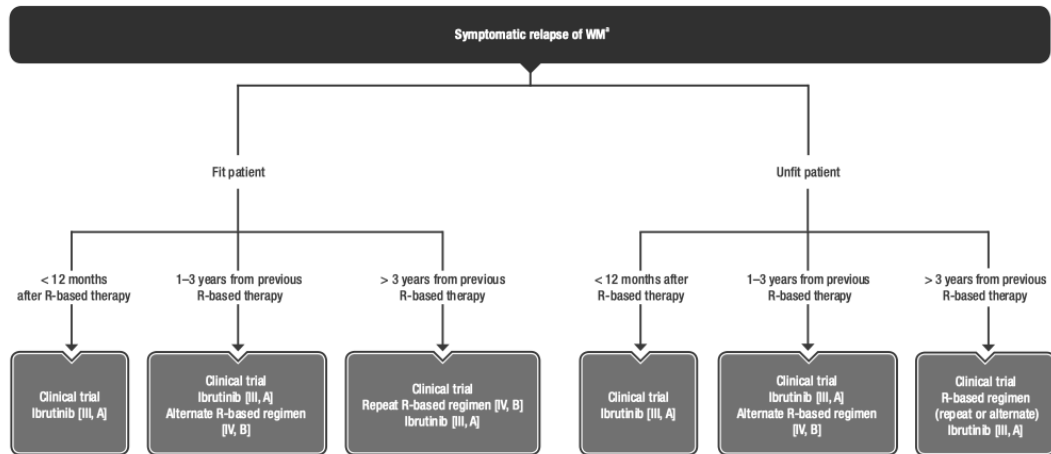 Symptomatic relapse of WMª
Fit patient
Unfit patient
< 12 months
after R-based therapy
1–3 years from previous
R-based therapy
> 3 years from previous
R-based therapy
< 12 months after
R-based therapy
1–3 years from previous
R-based therapy
> 3 years from previous
R-based therapy
Clinical trial
Ibrutinib [III, A]
Clinical trial
Ibrutinib [III, A]
Alternate R-based regimen
[IV, B]
Clinical trial
Repeat R-based regimen [IV, B]
Ibrutinib [III, A]
Clinical trial
Ibrutinib [III, A]
Clinical trial
Ibrutinib [III, A]
Alternate R-based regimen
[IV, B]
Clinical trial
R-based regimen
(repeat or alternate)
Ibrutinib [III, A]